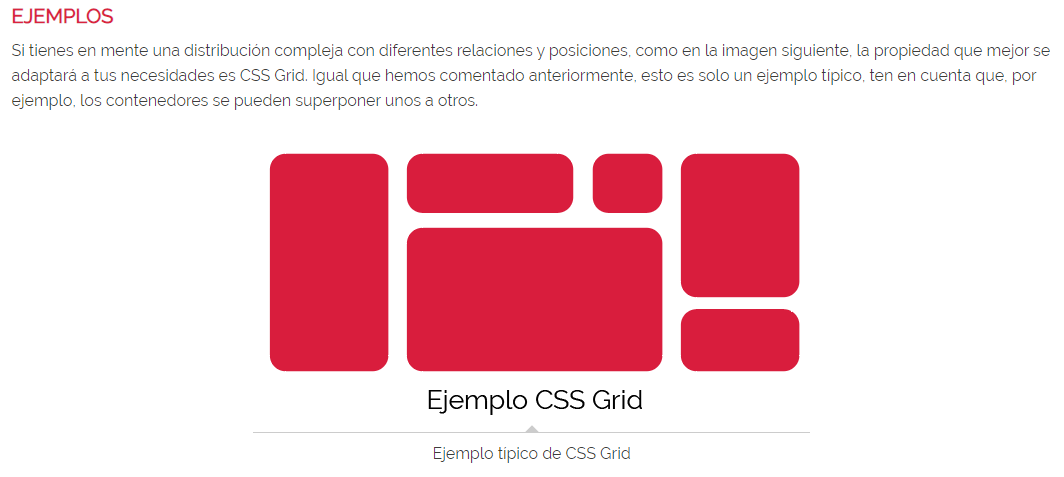 EJEMPLOS
Si tienes en mente una distribución compleja con diferentes relaciones y posiciones, como en la imagen siguiente, la propiedad que mejor se
adaptará a tus necesidades es CSS Grid. Igual que hemos comentado anteriormente, esto es solo un ejemplo típico, ten en cuenta que, por
ejemplo, los contenedores se pueden superponer unos a otros.
Ejemplo CSS Grid
Ejemplo típico de CSS Grid